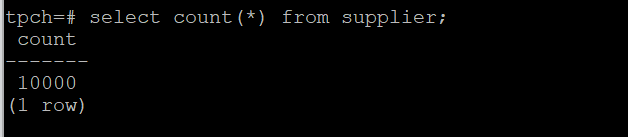 tpch=# select count(*) from supplier;
count
-------
10000
(1 row)